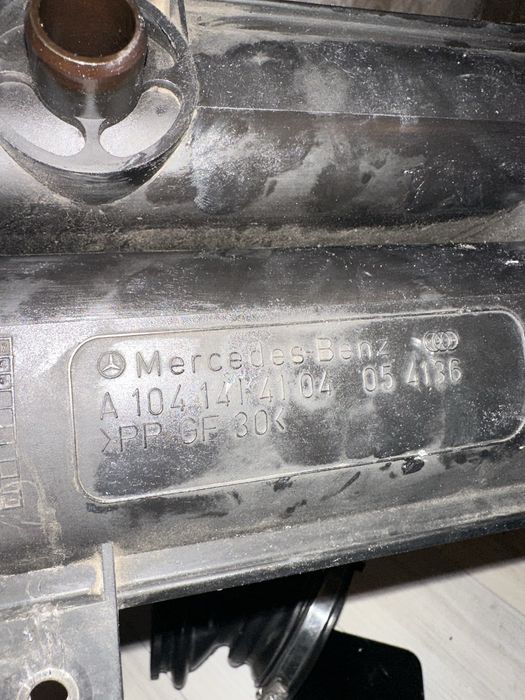 Mercedes-Benz
A 104 141 41 04 05 4136
>PP GF 30<